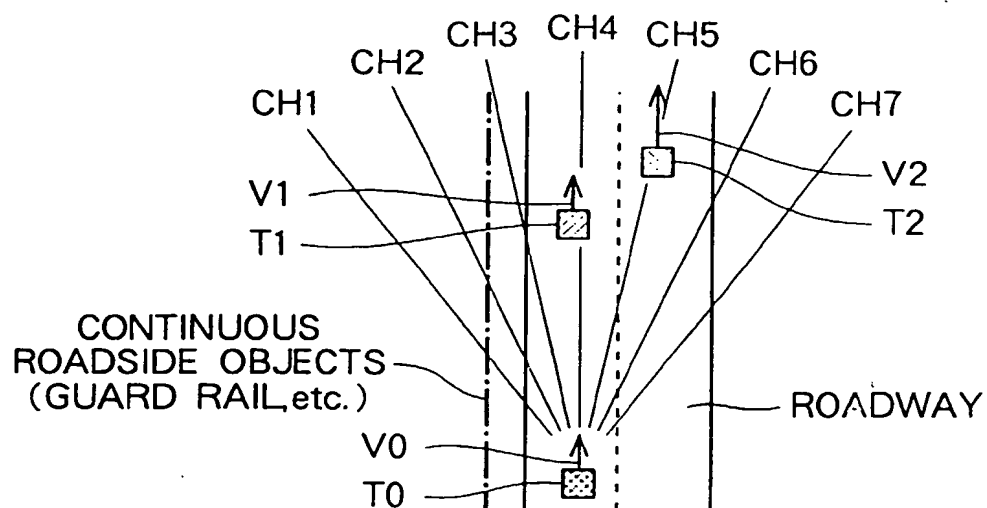 CH1
CH2
CH3
CH4
CH5
CH6
CH7
V1
T1
V2
T2
CONTINUOUS
ROADSIDE OBJECTS
(GUARD RAIL,etc.)
ROADWAY
V0
T0